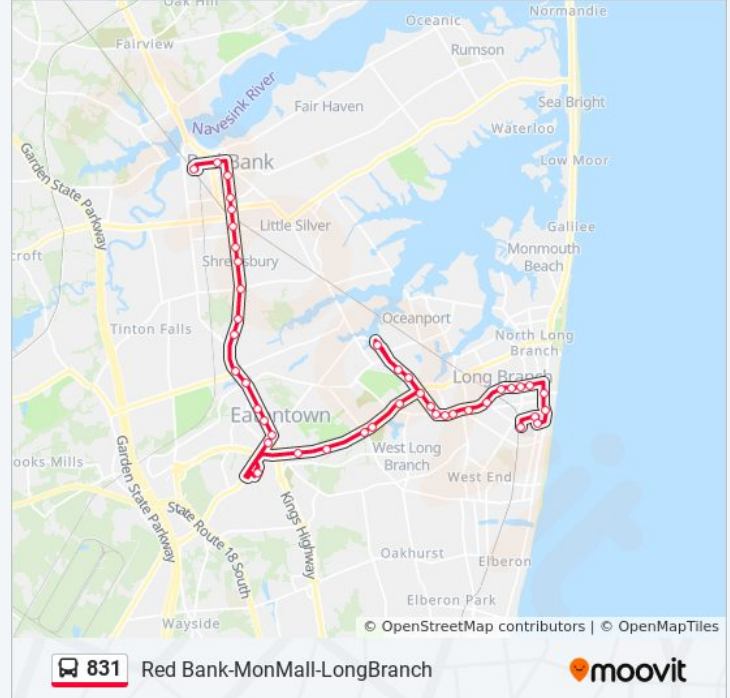 Oak Hill
Normandie
Oceanic
Fairview
Rumson
Navesink River
Fair Haven
Sea Bright
Waterloo
Garden State Parkway
Bank
Low Moor
Little Silver
Galilee
croft
Shrewsbury
Monmouth
Beach
Oceanport
Tinton Falls
North Long
Branch
Long Branch
Eatontown
West Long
Branch
ooks Mills
West End
Garden State Parkway
State Route 18 South
Kings Highway
Oakhurst
Elberon
Elberon Park
Wayside
© OpenStreetMap contributors | © OpenMapTiles
831 Red Bank-MonMall-LongBranch
moovit